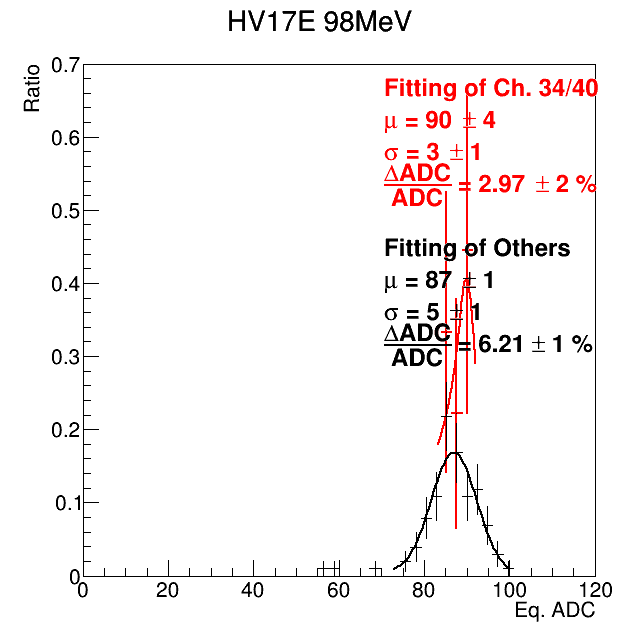 HV17E 98MeV
Ratio
0.7
0.6
0.5
0.4
0.3
0.2
0.1
0
Fitting of Ch. 34/40
μ = 90 ± 4
σ = 3 ± 1
ΔADC
ADC
= 2.97 ± 2 %
Fitting of Others
μ = 87 ± 1
σ = 5 ± 1
ΔADC
ADC
= 6.21 ± 1 %
0 20 40 60 80 100 120
Eq. ADC